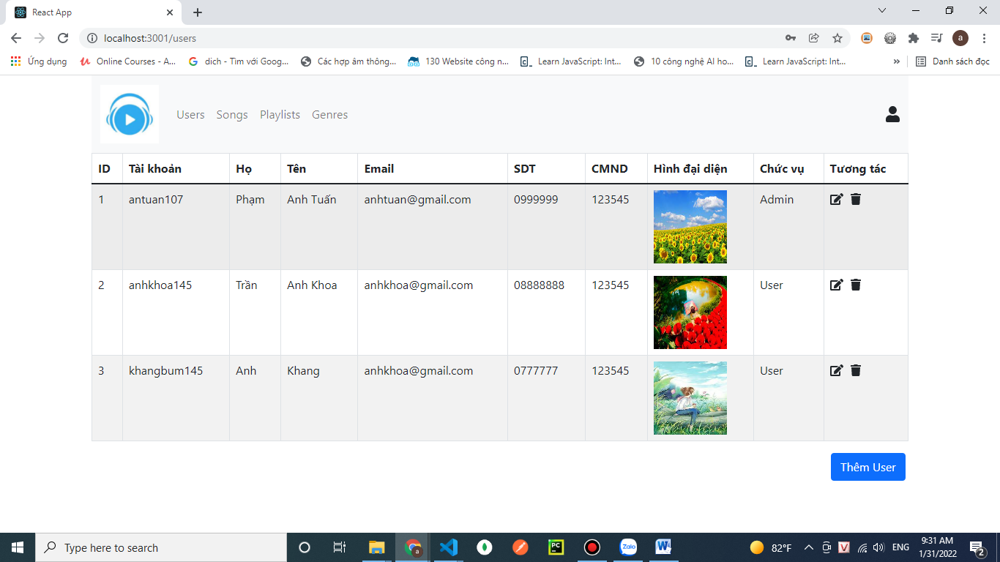 React App
localhost:3001/users
a
Ứng dụng
Online Courses - A...
dich - Tìm với Goog...
Các hợp âm thông...
130 Website công n...
Learn JavaScript: Int...
10 công nghệ AI ho...
Learn JavaScript: Int...
»
Danh sách đọc
Users Songs Playlists Genres
ID Tài khoản Họ Tên Email SDT CMND Hình đại diện Chức vụ Tương tác
1 antuan107 Phạm Anh Tuấn anhtuan@gmail.com 0999999 123545 Admin
2 anhkhoa145 Trần Anh Khoa anhkhoa@gmail.com 08888888 123545 User
3 khangbum145 Anh Khang anhkhoa@gmail.com 0777777 123545 User
Thêm User
Type here to search
PC
Zalo
82°F
ENG
9:31 AM
1/31/2022
2